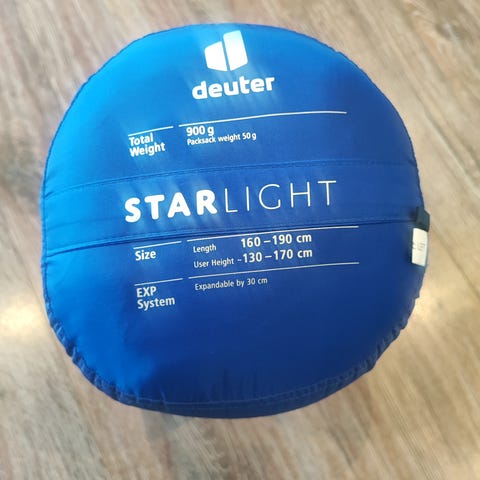 deuter
Total Weight
900 g
Packsack weight 50 g
STARLIGHT
Size
Length 160 – 190 cm
User Height ~130 – 170 cm
EXP System
Expandable by 30 cm